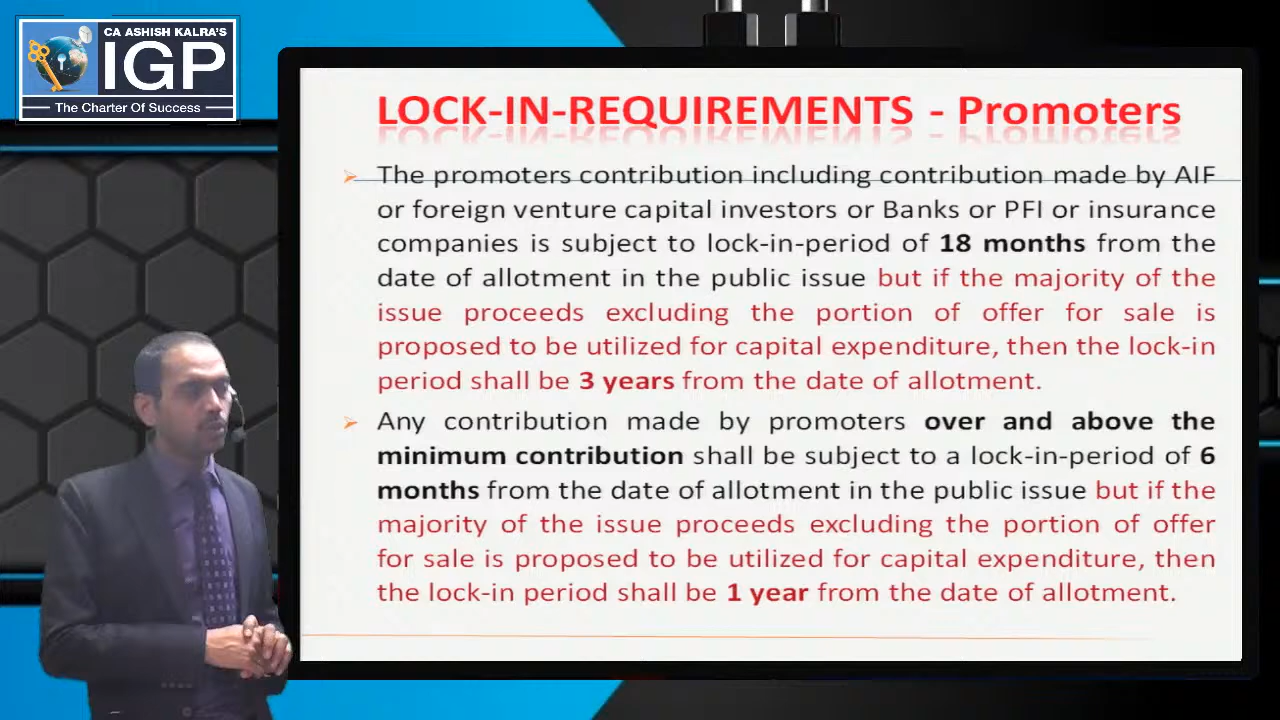 CA ASHISH KALRA'S
IGP
The Charter Of Success
LOCK-IN-REQUIREMENTS - Promoters
The promoters contribution including contribution made by AIF
or foreign venture capital investors or Banks or PFI or insurance
companies is subject to lock-in-period of 18 months from the
date of allotment in the public issue but if the majority of the
issue proceeds excluding the portion of offer for sale is
proposed to be utilized for capital expenditure, then the lock-in
period shall be 3 years from the date of allotment.
Any contribution made by promoters over and above the
minimum contribution shall be subject to a lock-in-period of 6
months from the date of allotment in the public issue but if the
majority of the issue proceeds excluding the portion of offer
for sale is proposed to be utilized for capital expenditure, then
the lock-in period shall be 1 year from the date of allotment.